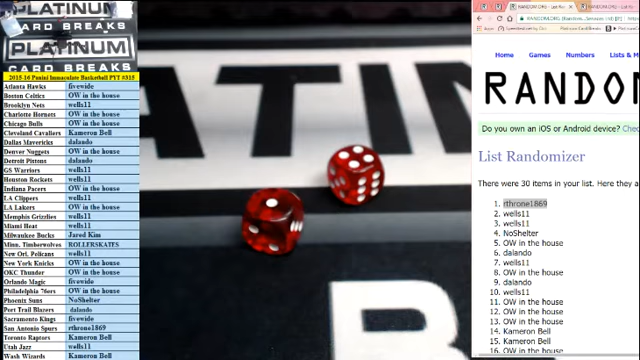 PLATINUM
CARD BREAKS
PLATINUM
CARD BREAKS
2015-16 Panini Immaculate Basketball PYT #315
Atlanta Hawks fivewide
Boston Celtics OW in the house
Brooklyn Nets wells11
Charlotte Hornets OW in the house
Chicago Bulls OW in the house
Cleveland Cavaliers Kameron Bell
Dallas Mavericks dalando
Denver Nuggets OW in the house
Detroit Pistons dalando
GS Warriors wells11
Houston Rockets wells11
Indiana Pacers OW in the house
LA Clippers wells11
LA Lakers OW in the house
Memphis Grizzlies wells11
Miami Heat wells11
Milwaukee Bucks Jared Kim
Minn. Timberwolves ROLLERSKATES
New Orl. Pelicans wells11
New York Knicks OW in the house
OKC Thunder OW in the house
Orlando Magic fivewide
Philadelphia 76ers OW in the house
Phoenix Suns NoShelter
Port Trail Blazers dalando
Sacramento Kings fivewide
San Antonio Spurs rthrone1869
Toronto Raptors Kameron Bell
Utah Jazz wells11
Wash Wizards Kameron Bell
ATIN
B
Home Games Numbers Lists & M
RANDO
Do you own an iOS or Android device? Che
List Randomizer
There were 30 items in your list. Here they a
1. rthrone1869
2. wells11
3. wells11
4. NoShelter
5. OW in the house
6. dalando
7. wells11
8. OW in the house
9. dalando
10. wells11
11. OW in the house
12. OW in the house
13. OW in the house
14. Kameron Bell
15. Kameron Bell
16. OW in the house